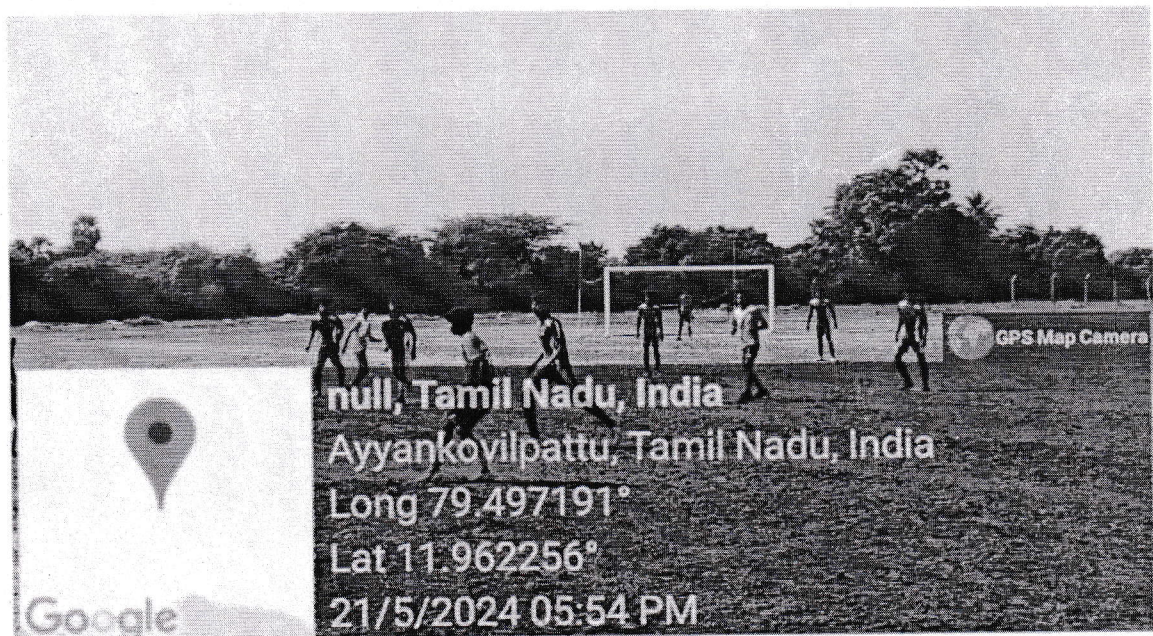 GPS Map Camera
null, Tamil Nadu, India
Ayyankovilpattu, Tamil Nadu, India
Long 79.497191°
Lat 11.962256°
21/5/2024 05:54 PM
Google